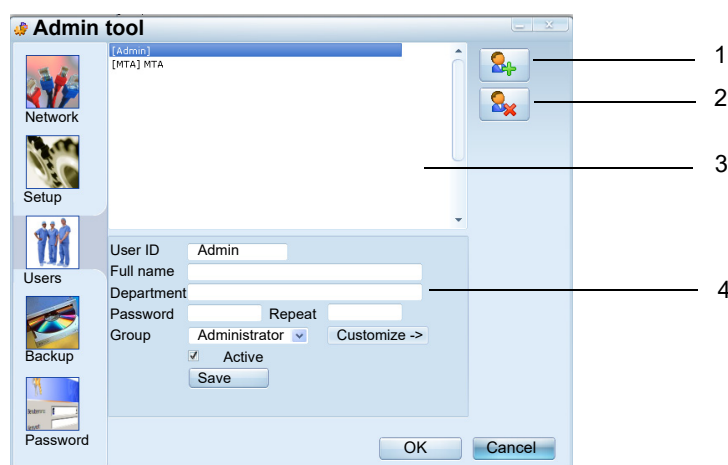 Admin tool
[Admin]
[MTA] MTA
1
2
3
Network
Setup
Users
Backup
Password
User ID Admin
Full name
Department
Password Repeat
Group Administrator Customize ->
Active
Save
4
OK Cancel